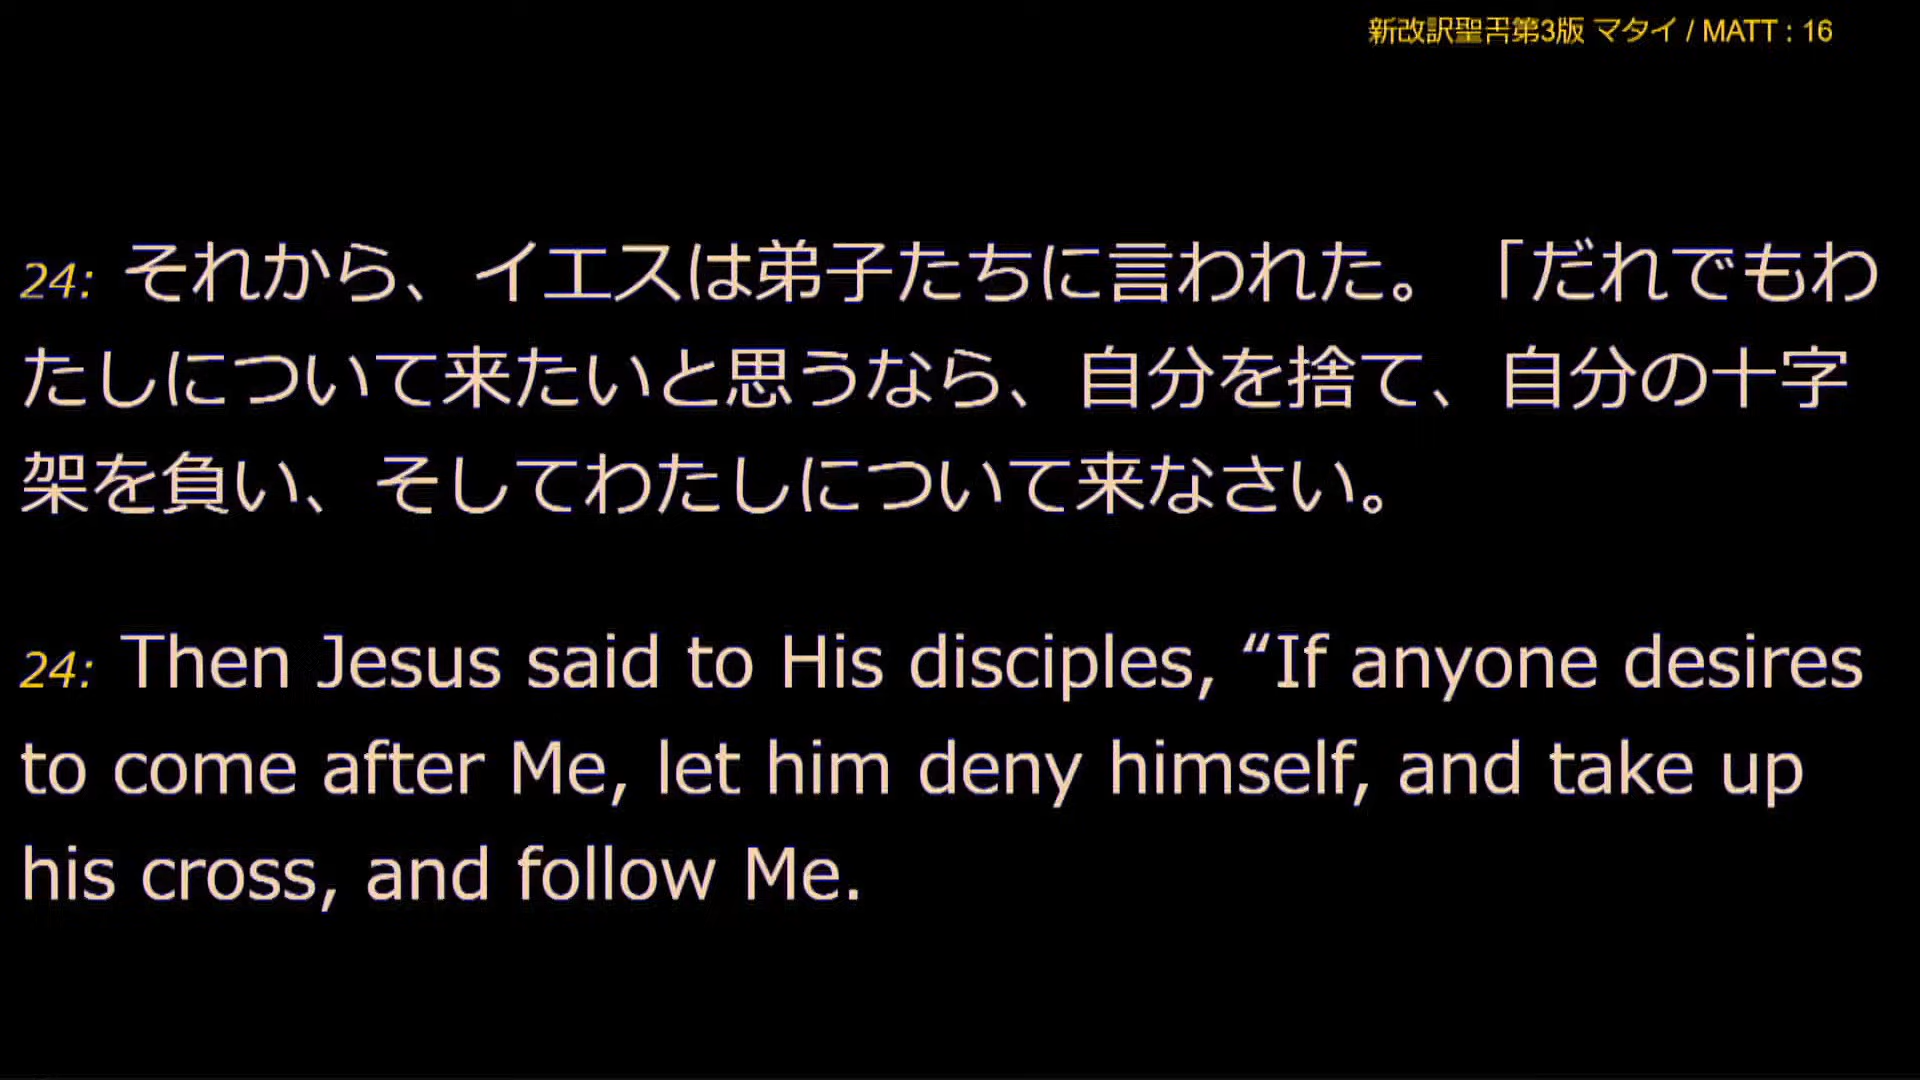 新改訳聖書第3版 マタイ / MATT : 16
24: それから、イエスは弟子たちに言われた。 「だれでもわ
たしについて来たいと思うなら、自分を捨て、自分の十字
架を負い、そしてわたしについて来なさい。
24: Then Jesus said to His disciples, “If anyone desires
to come after Me, let him deny himself, and take up
his cross, and follow Me.